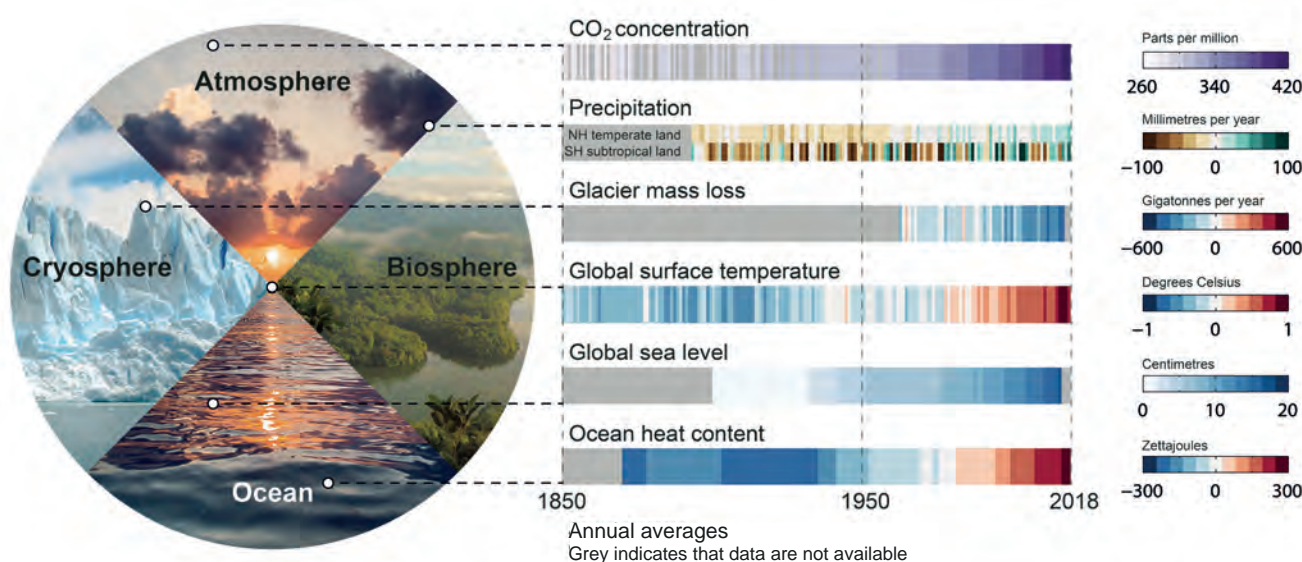 Atmosphere
Cryosphere
Biosphere
Ocean
CO₂ concentration
Parts per million
260 340 420
Precipitation
NH temperate land
SH subtropical land
Millimetres per year
−100 0 100
Glacier mass loss
Gigatonnes per year
−600 0 600
Global surface temperature
Degrees Celsius
−1 0 1
Global sea level
Centimetres
0 10 20
Ocean heat content
Zettajoules
−300 0 300
1850 1950 2018
Annual averages
Grey indicates that data are not available